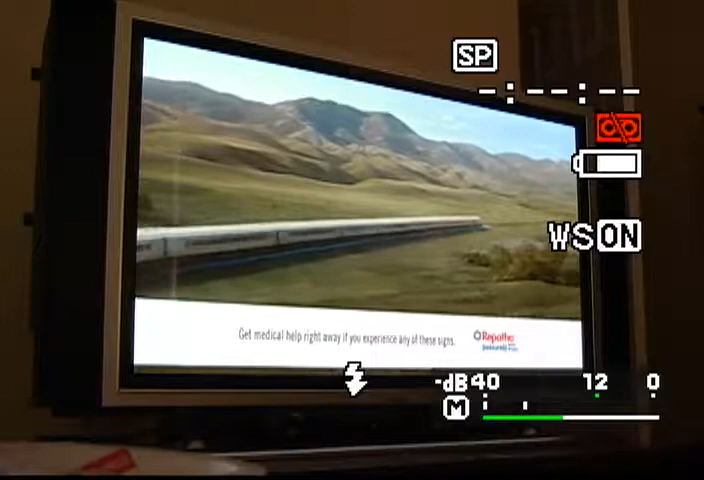 SP
--:--:--
WS ON
Get medical help right away if you experience any of these signs.
Repatha
-dB 40 12 0
M